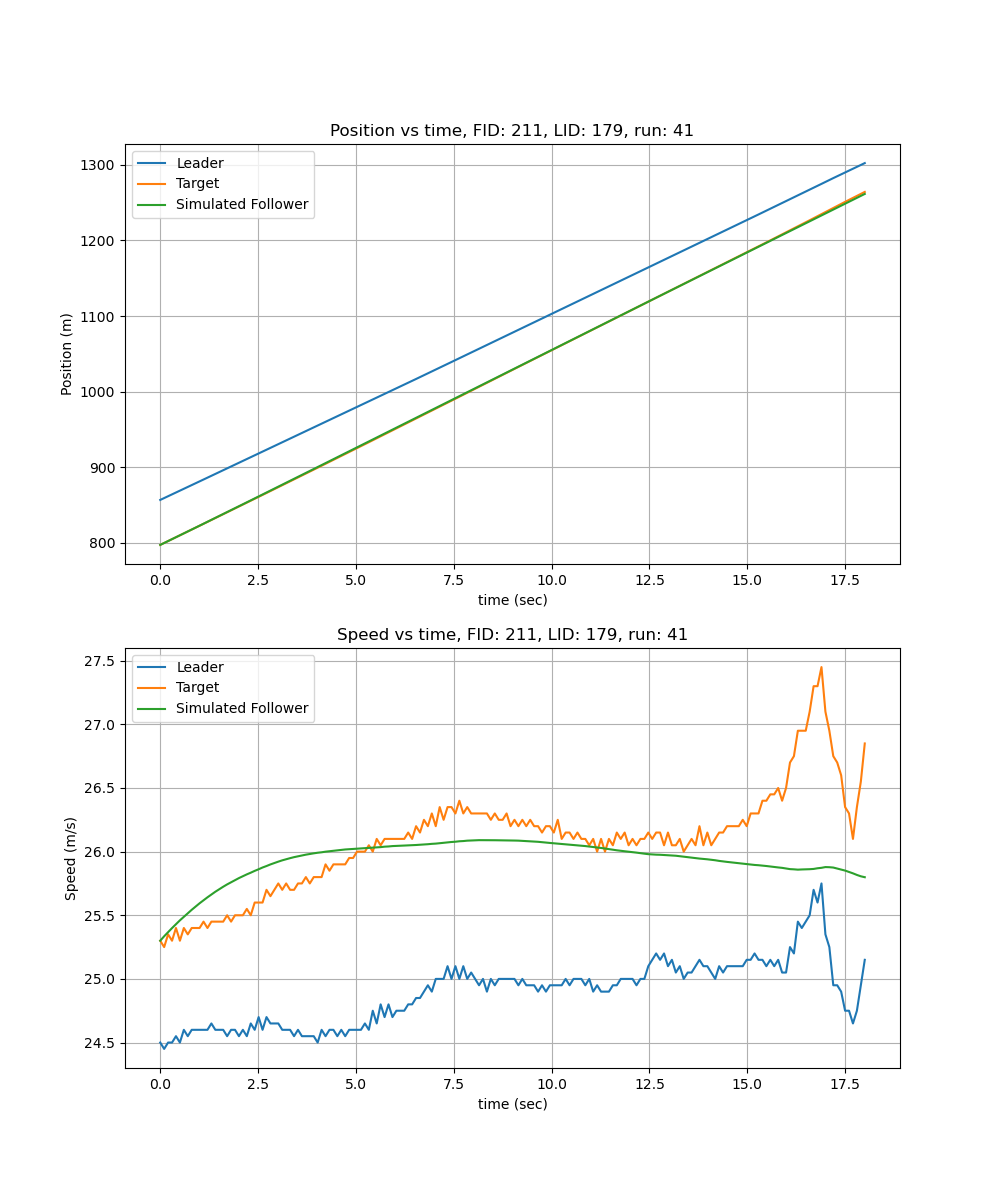 Position vs time, FID: 211, LID: 179, run: 41
Leader
Target
Simulated Follower
1300
1200
1100
1000
900
800
Position (m)
0.0 2.5 5.0 7.5 10.0 12.5 15.0 17.5
time (sec)
Speed vs time, FID: 211, LID: 179, run: 41
Leader
Target
Simulated Follower
27.5
27.0
26.5
26.0
25.5
25.0
24.5
Speed (m/s)
0.0 2.5 5.0 7.5 10.0 12.5 15.0 17.5
time (sec)